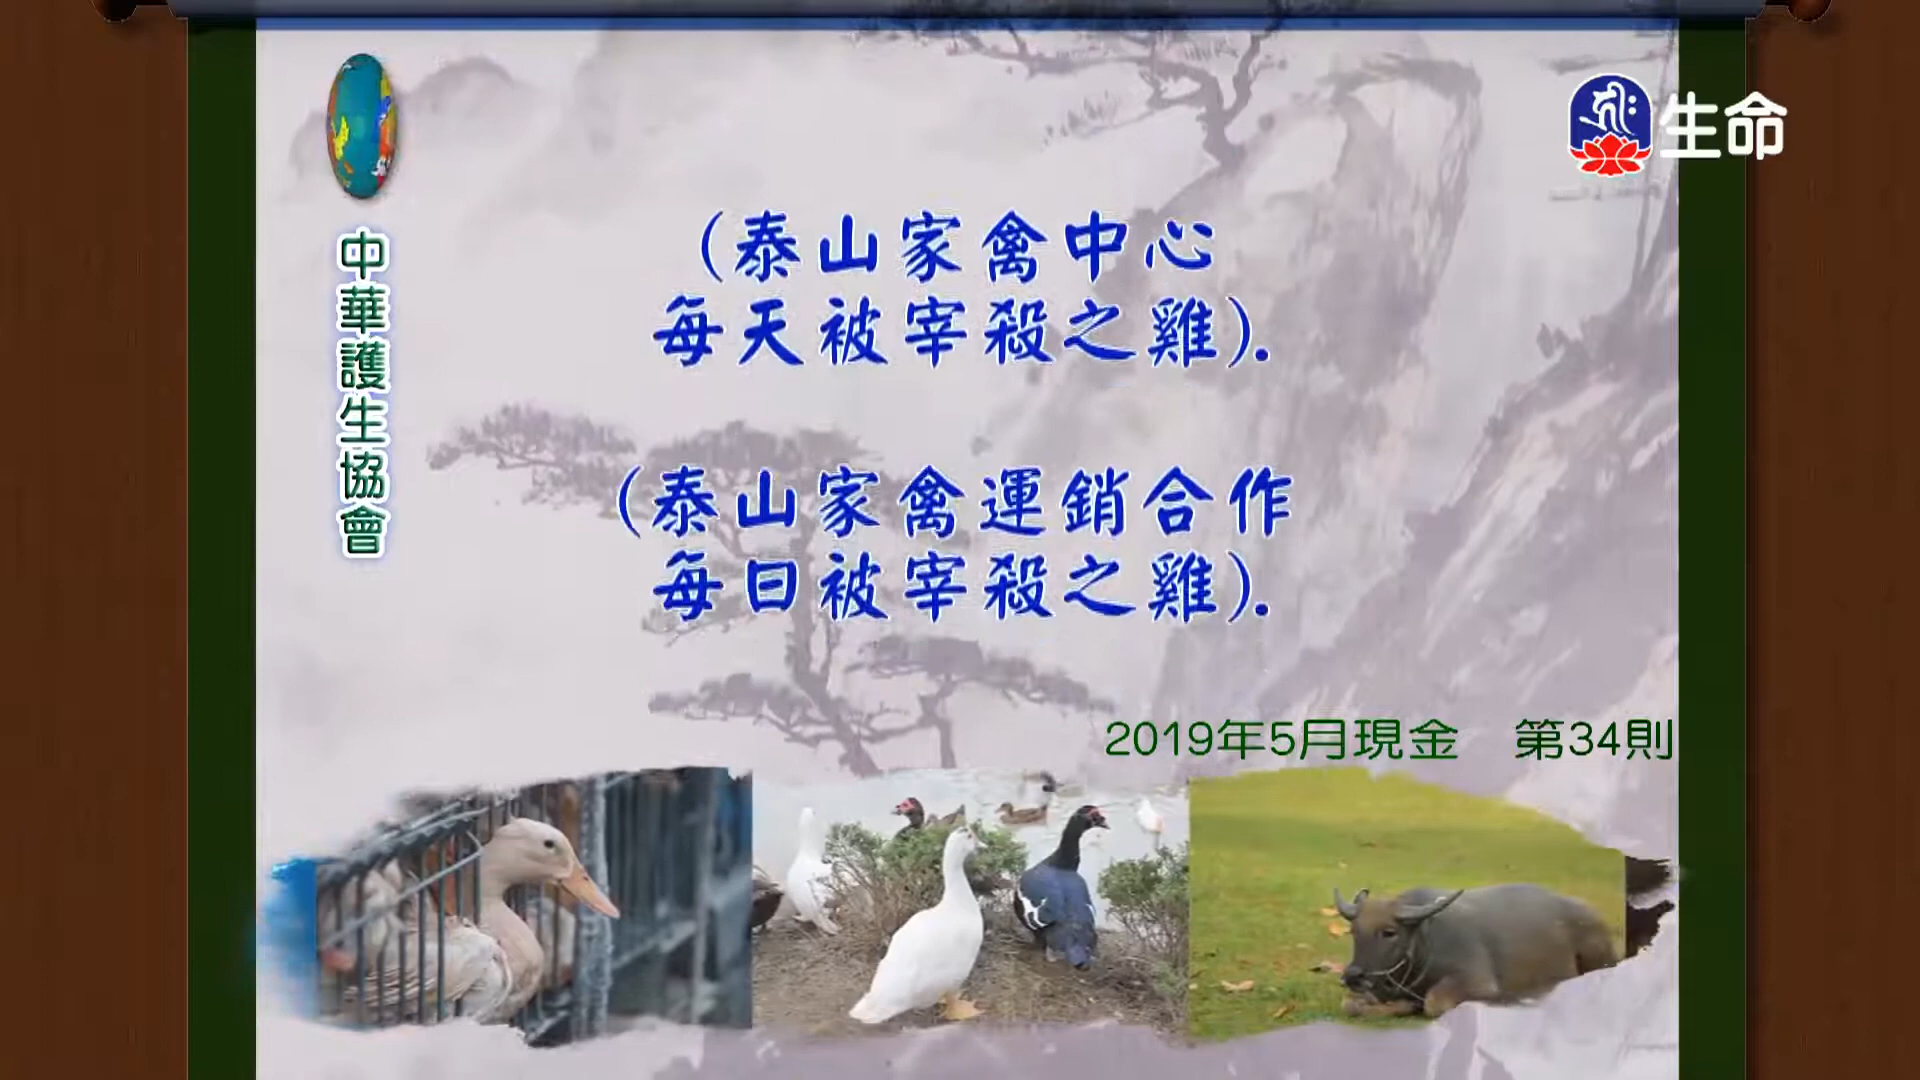 生命
中華護生協會
(泰山家禽中心
每天被宰殺之雞).
(泰山家禽運銷合作
每日被宰殺之雞).
2019年5月現金 第34則